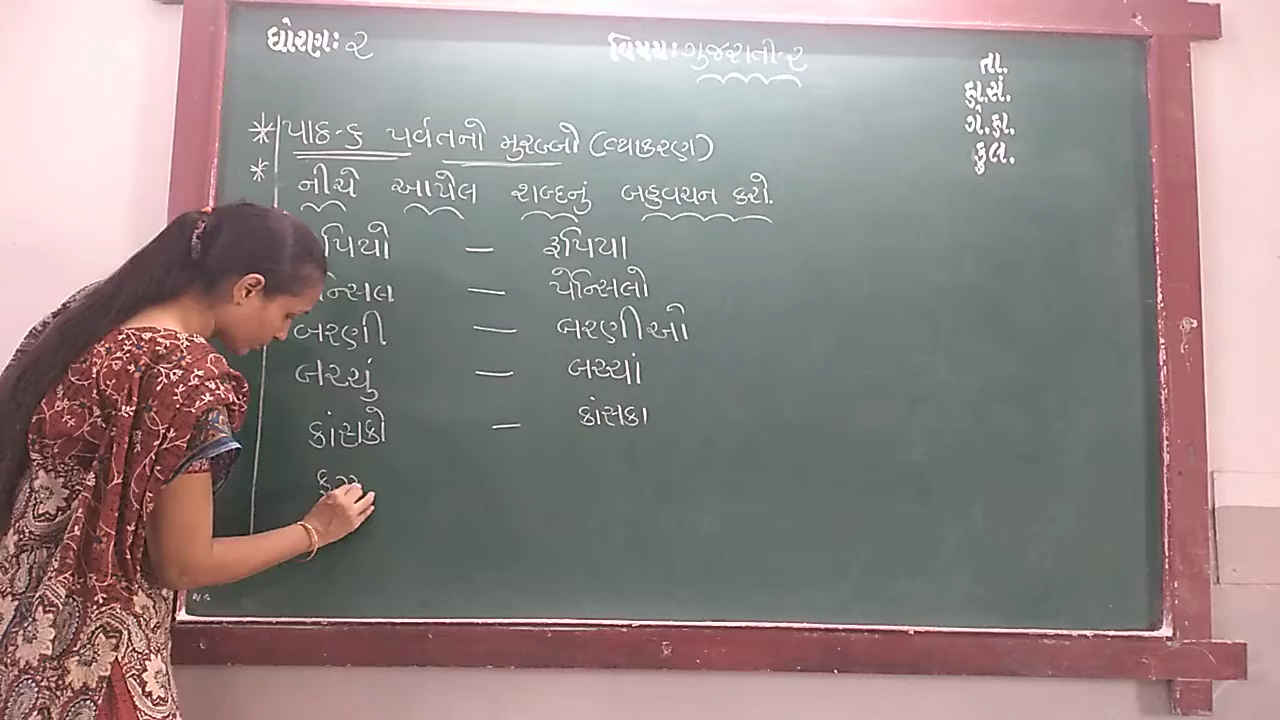 ધોરણઃ ૨
વિષયઃ ગુજરાતી-૨
તા.
હા.સં.
ગે.હા.
કુલ.
* પાઠ-૬ પર્વતનો મુરબ્બો (વ્યાકરણ)
* નીચે આપેલ શબ્દનું બહુવચન કરો.
પિયો — રૂપિયા
ન્સિલ — પેન્સિલો
બરણી — બરણીઓ
બચ્ચું — બચ્ચાં
કાંસકો — કાંસકા